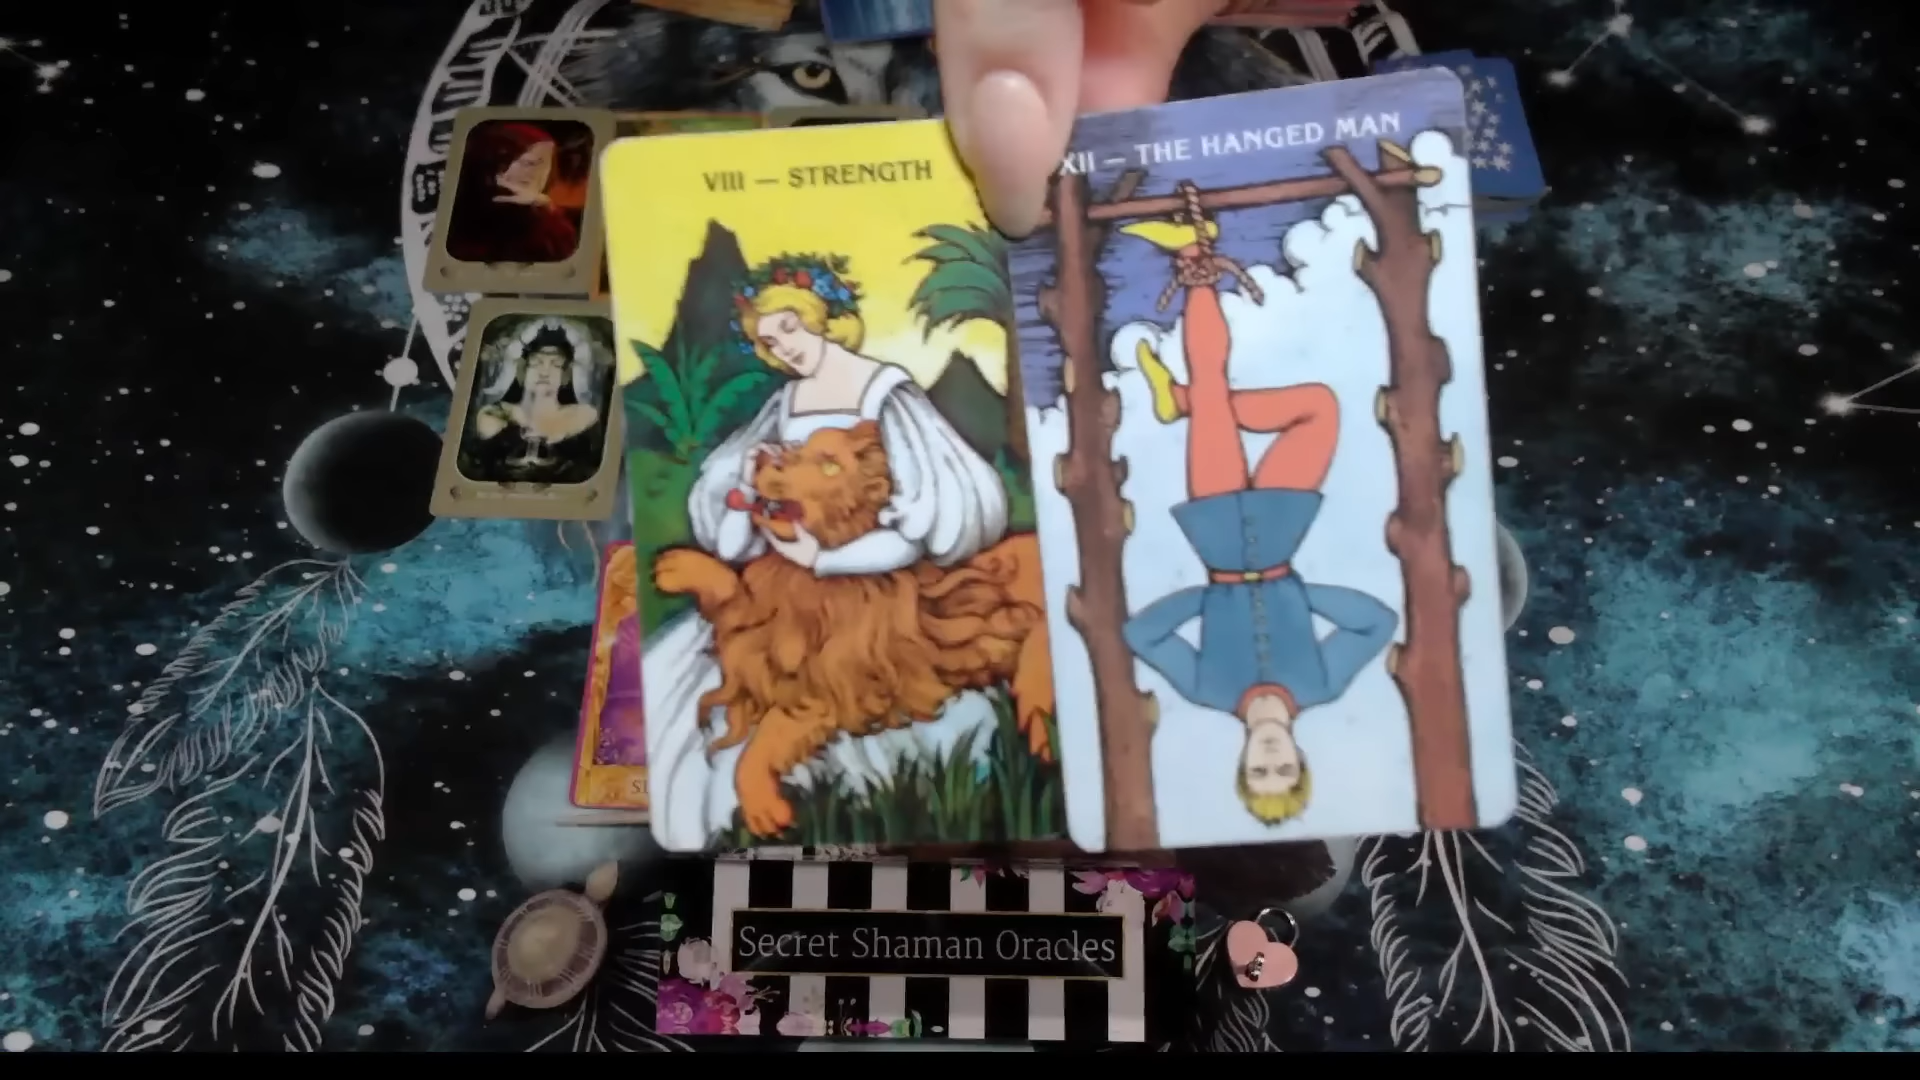 VIII — STRENGTH
XII — THE HANGED MAN
Secret Shaman Oracles